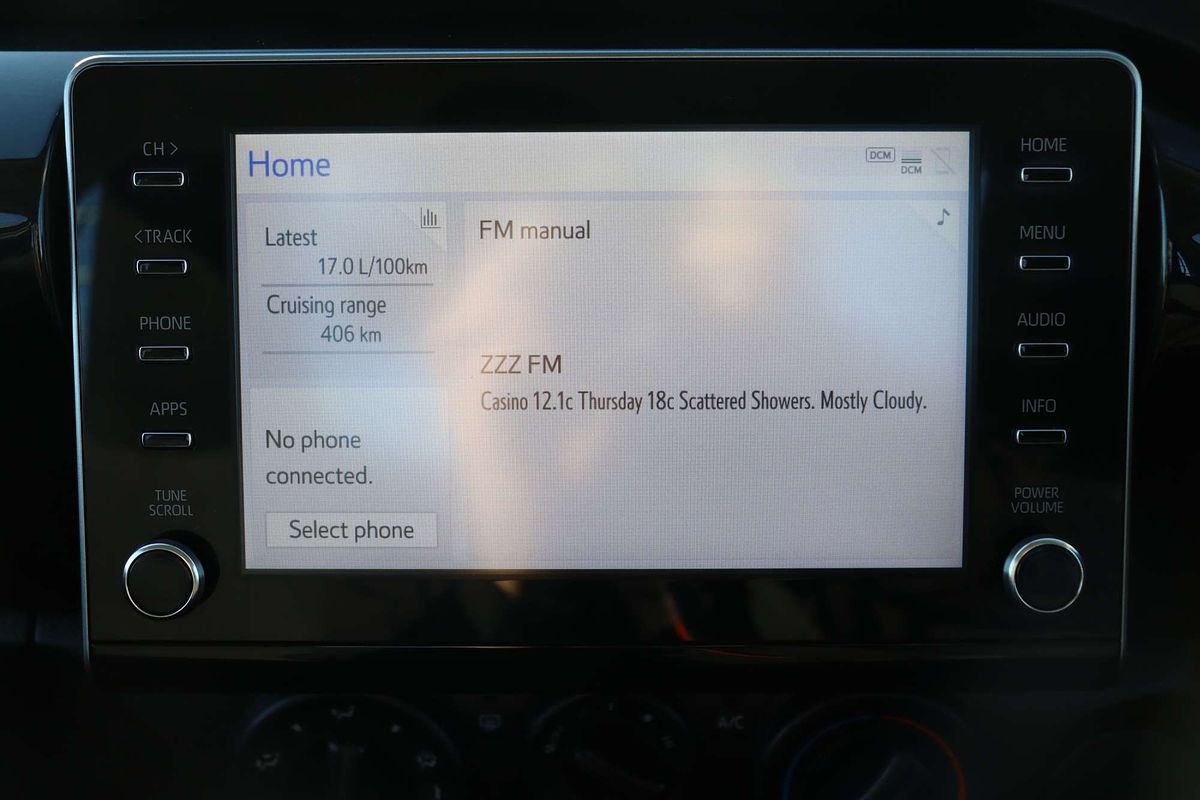 CH >
<TRACK
PHONE
APPS
TUNE
SCROLL
Home
DCM
DCM
Latest
17.0 L/100km
Cruising range
406 km
No phone
connected.
Select phone
FM manual
ZZZ FM
Casino 12.1c Thursday 18c Scattered Showers. Mostly Cloudy.
HOME
MENU
AUDIO
INFO
POWER
VOLUME
A/C